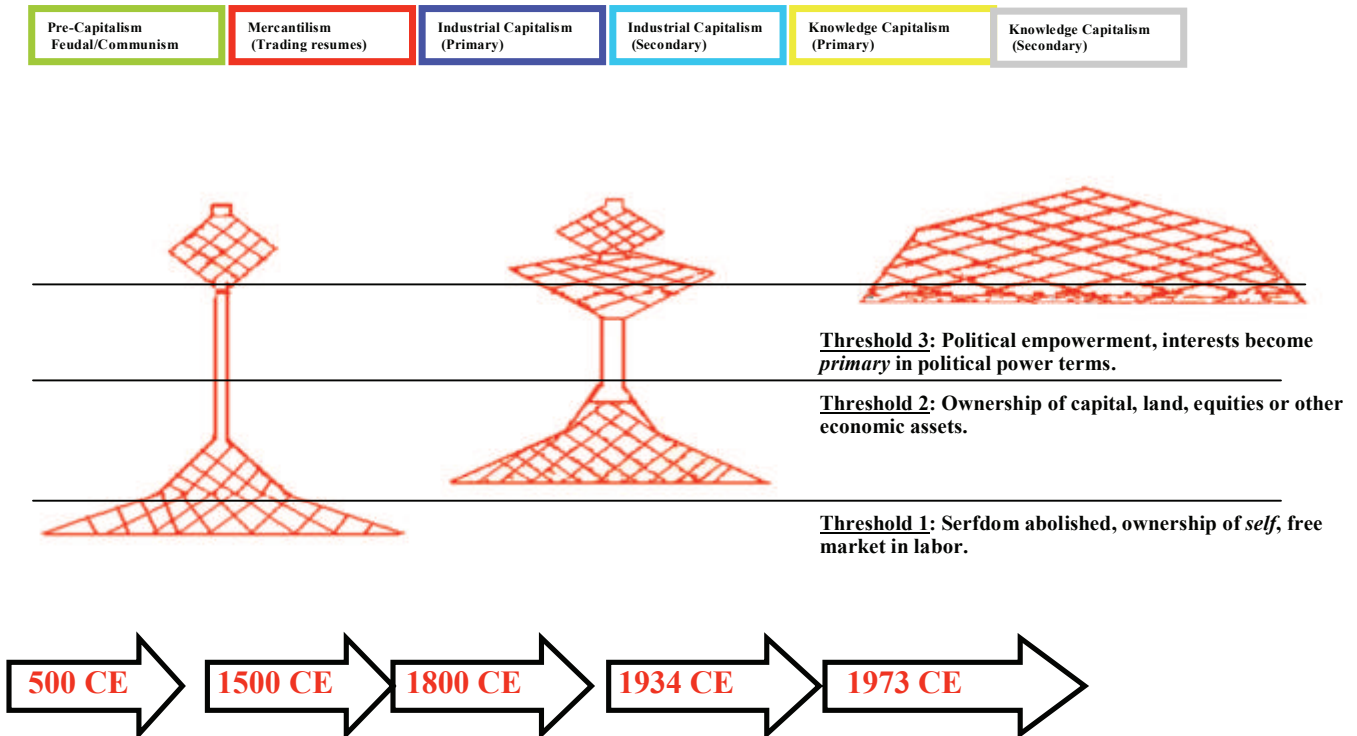 Pre-Capitalism
Feudal/Communism
Mercantilism
(Trading resumes)
Industrial Capitalism
(Primary)
Industrial Capitalism
(Secondary)
Knowledge Capitalism
(Primary)
Knowledge Capitalism
(Secondary)
Threshold 3: Political empowerment, interests become
primary in political power terms.
Threshold 2: Ownership of capital, land, equities or other
economic assets.
Threshold 1: Serfdom abolished, ownership of self, free
market in labor.
500 CE
1500 CE
1800 CE
1934 CE
1973 CE